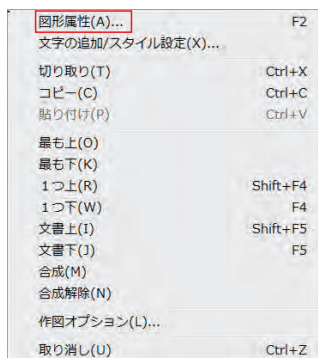 図形属性(A)... F2
文字の追加/スタイル設定(X)...
切り取り(T) Ctrl+X
コピー(C) Ctrl+C
貼り付け(P) Ctrl+V
最も上(O)
最も下(K)
1つ上(R) Shift+F4
1つ下(W) F4
文書上(I) Shift+F5
文書下(J) F5
合成(M)
合成解除(N)
作図オプション(L)...
取り消し(U) Ctrl+Z